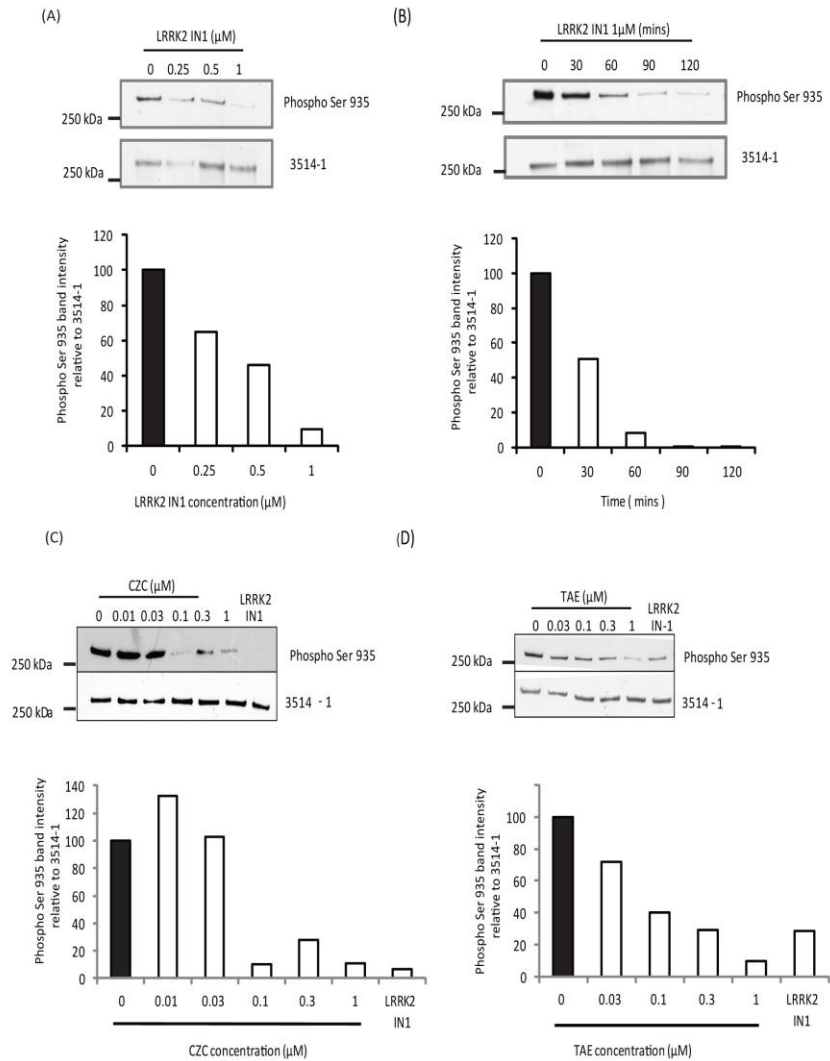 (A)
LRRK2 IN1 (µM)
0 0.25 0.5 1
Phospho Ser 935
250 kDa
3514-1
250 kDa
Phospho Ser 935 band intensity
relative to 3514-1
120
100
80
60
40
20
0
0 0.25 0.5 1
LRRK2 IN1 concentration (µM)
(B)
LRRK2 IN1 1µM (mins)
0 30 60 90 120
Phospho Ser 935
250 kDa
3514-1
250 kDa
Phospho Ser 935 band intensity
relative to 3514-1
120
100
80
60
40
20
0
0 30 60 90 120
Time ( mins )
(C)
CZC (µM)
LRRK2
IN1
0 0.01 0.03 0.1 0.3 1
Phospho Ser 935
250 kDa
3514 - 1
250 kDa
Phospho Ser 935 band intensity
relative to 3514-1
140
120
100
80
60
40
20
0
0 0.01 0.03 0.1 0.3 1 LRRK2
IN1
CZC concentration (µM)
(D)
TAE (µM)
LRRK2
IN-1
0 0.03 0.1 0.3 1
Phospho Ser 935
250 kDa
3514 - 1
250 kDa
Phospho Ser 935 band intensity
relative to 3514-1
120
100
80
60
40
20
0
0 0.03 0.1 0.3 1 LRRK2
IN1
TAE concentration (µM)